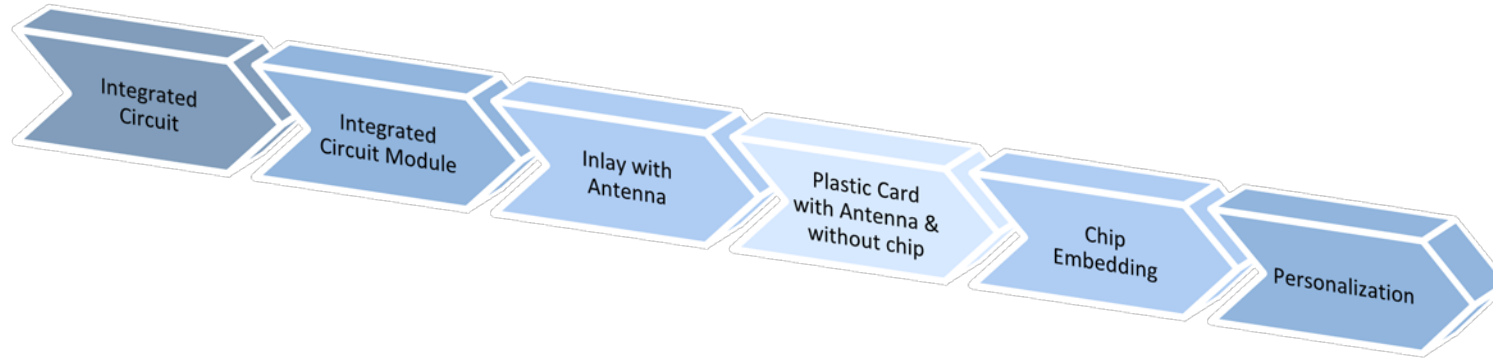 Integrated
Circuit
Integrated
Circuit Module
Inlay with
Antenna
Plastic Card
with Antenna &
without chip
Chip
Embedding
Personalization